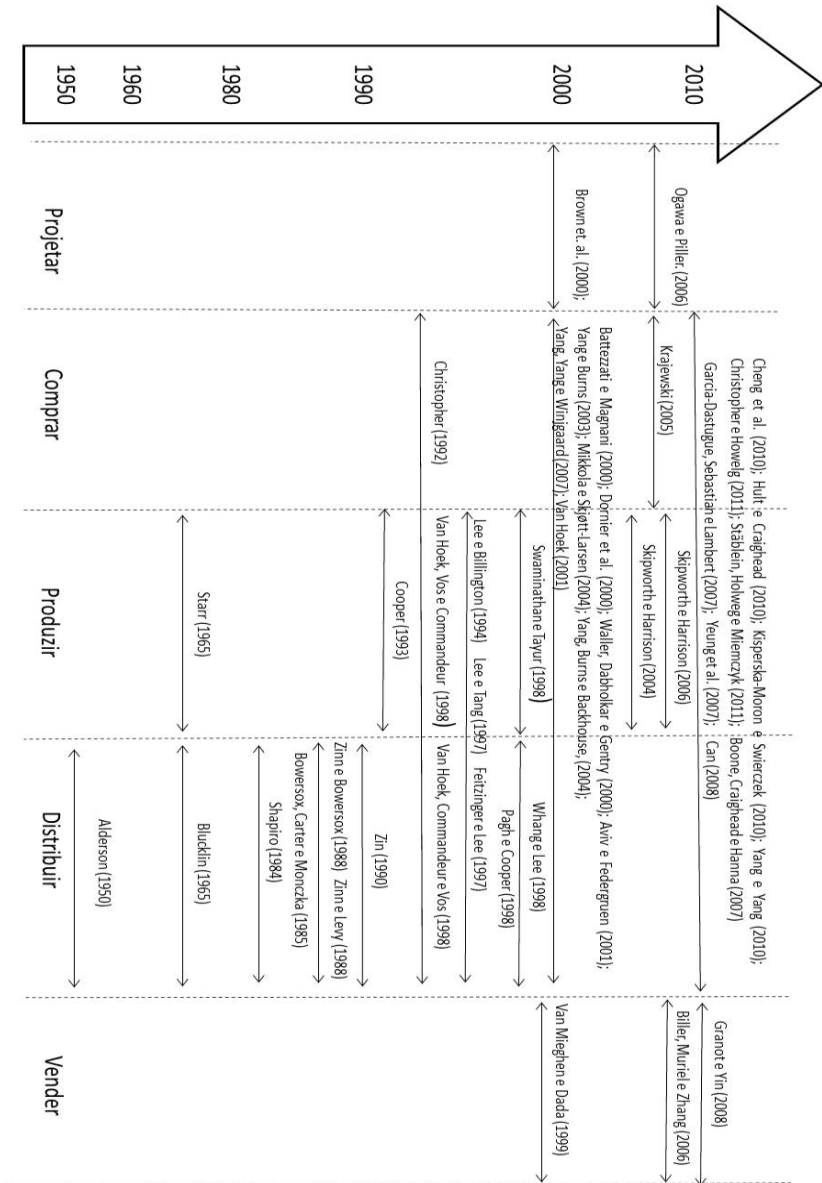 2010
2000
1990
1980
1960
1950
Projetar
Ogawa e Piller. (2006)
Brown et. al. (2000);
Comprar
Produzir
Distribuir
Cheng et al. (2010); Hult e Craighead (2010); Kisperska-Moron e Swierczek (2010); Yang e Yang (2010);
Christopher e Howelg (2011); Stäblein, Holweg e Miemczyk (2011); Boone, Craighead e Hanna (2007)
Garcia-Dastugue, Sebastian e Lambert (2007); Yeung et al. (2007); Can (2008)
Krajewski (2005)
Skipworth e Harrison (2006)
Skipworth e Harrison (2004)
Battezzati e Magnani (2000); Dornier et al. (2000); Waller, Dabholkar e Gentry (2000); Aviv e Federgruen (2001);
Yang e Burns (2003); Mikkola e Skjøtt-Larsen (2004); Yang, Burns e Backhouse, (2004);
Yang, Yang e Winjgaard (2007); Van Hoek (2001)
Swaminathan e Tayur (1998)
Whang e Lee (1998)
Pagh e Cooper (1998)
Lee e Billington (1994) Lee e Tang (1997) Feitzinger e Lee (1997)
Christopher (1992)
Van Hoek, Vos e Commandeur (1998)
Van Hoek, Commandeur e Vos (1998)
Cooper (1993)
Zin (1990)
Zinn e Bowersox (1988) Zinn e Levy (1988)
Bowersox, Carter e Monczka (1985)
Shapiro (1984)
Starr (1965)
Blucklin (1965)
Alderson (1950)
Vender
Granot e Yin (2008)
Biller, Muriel e Zhang (2006)
Van Mieghen e Dada (1999)